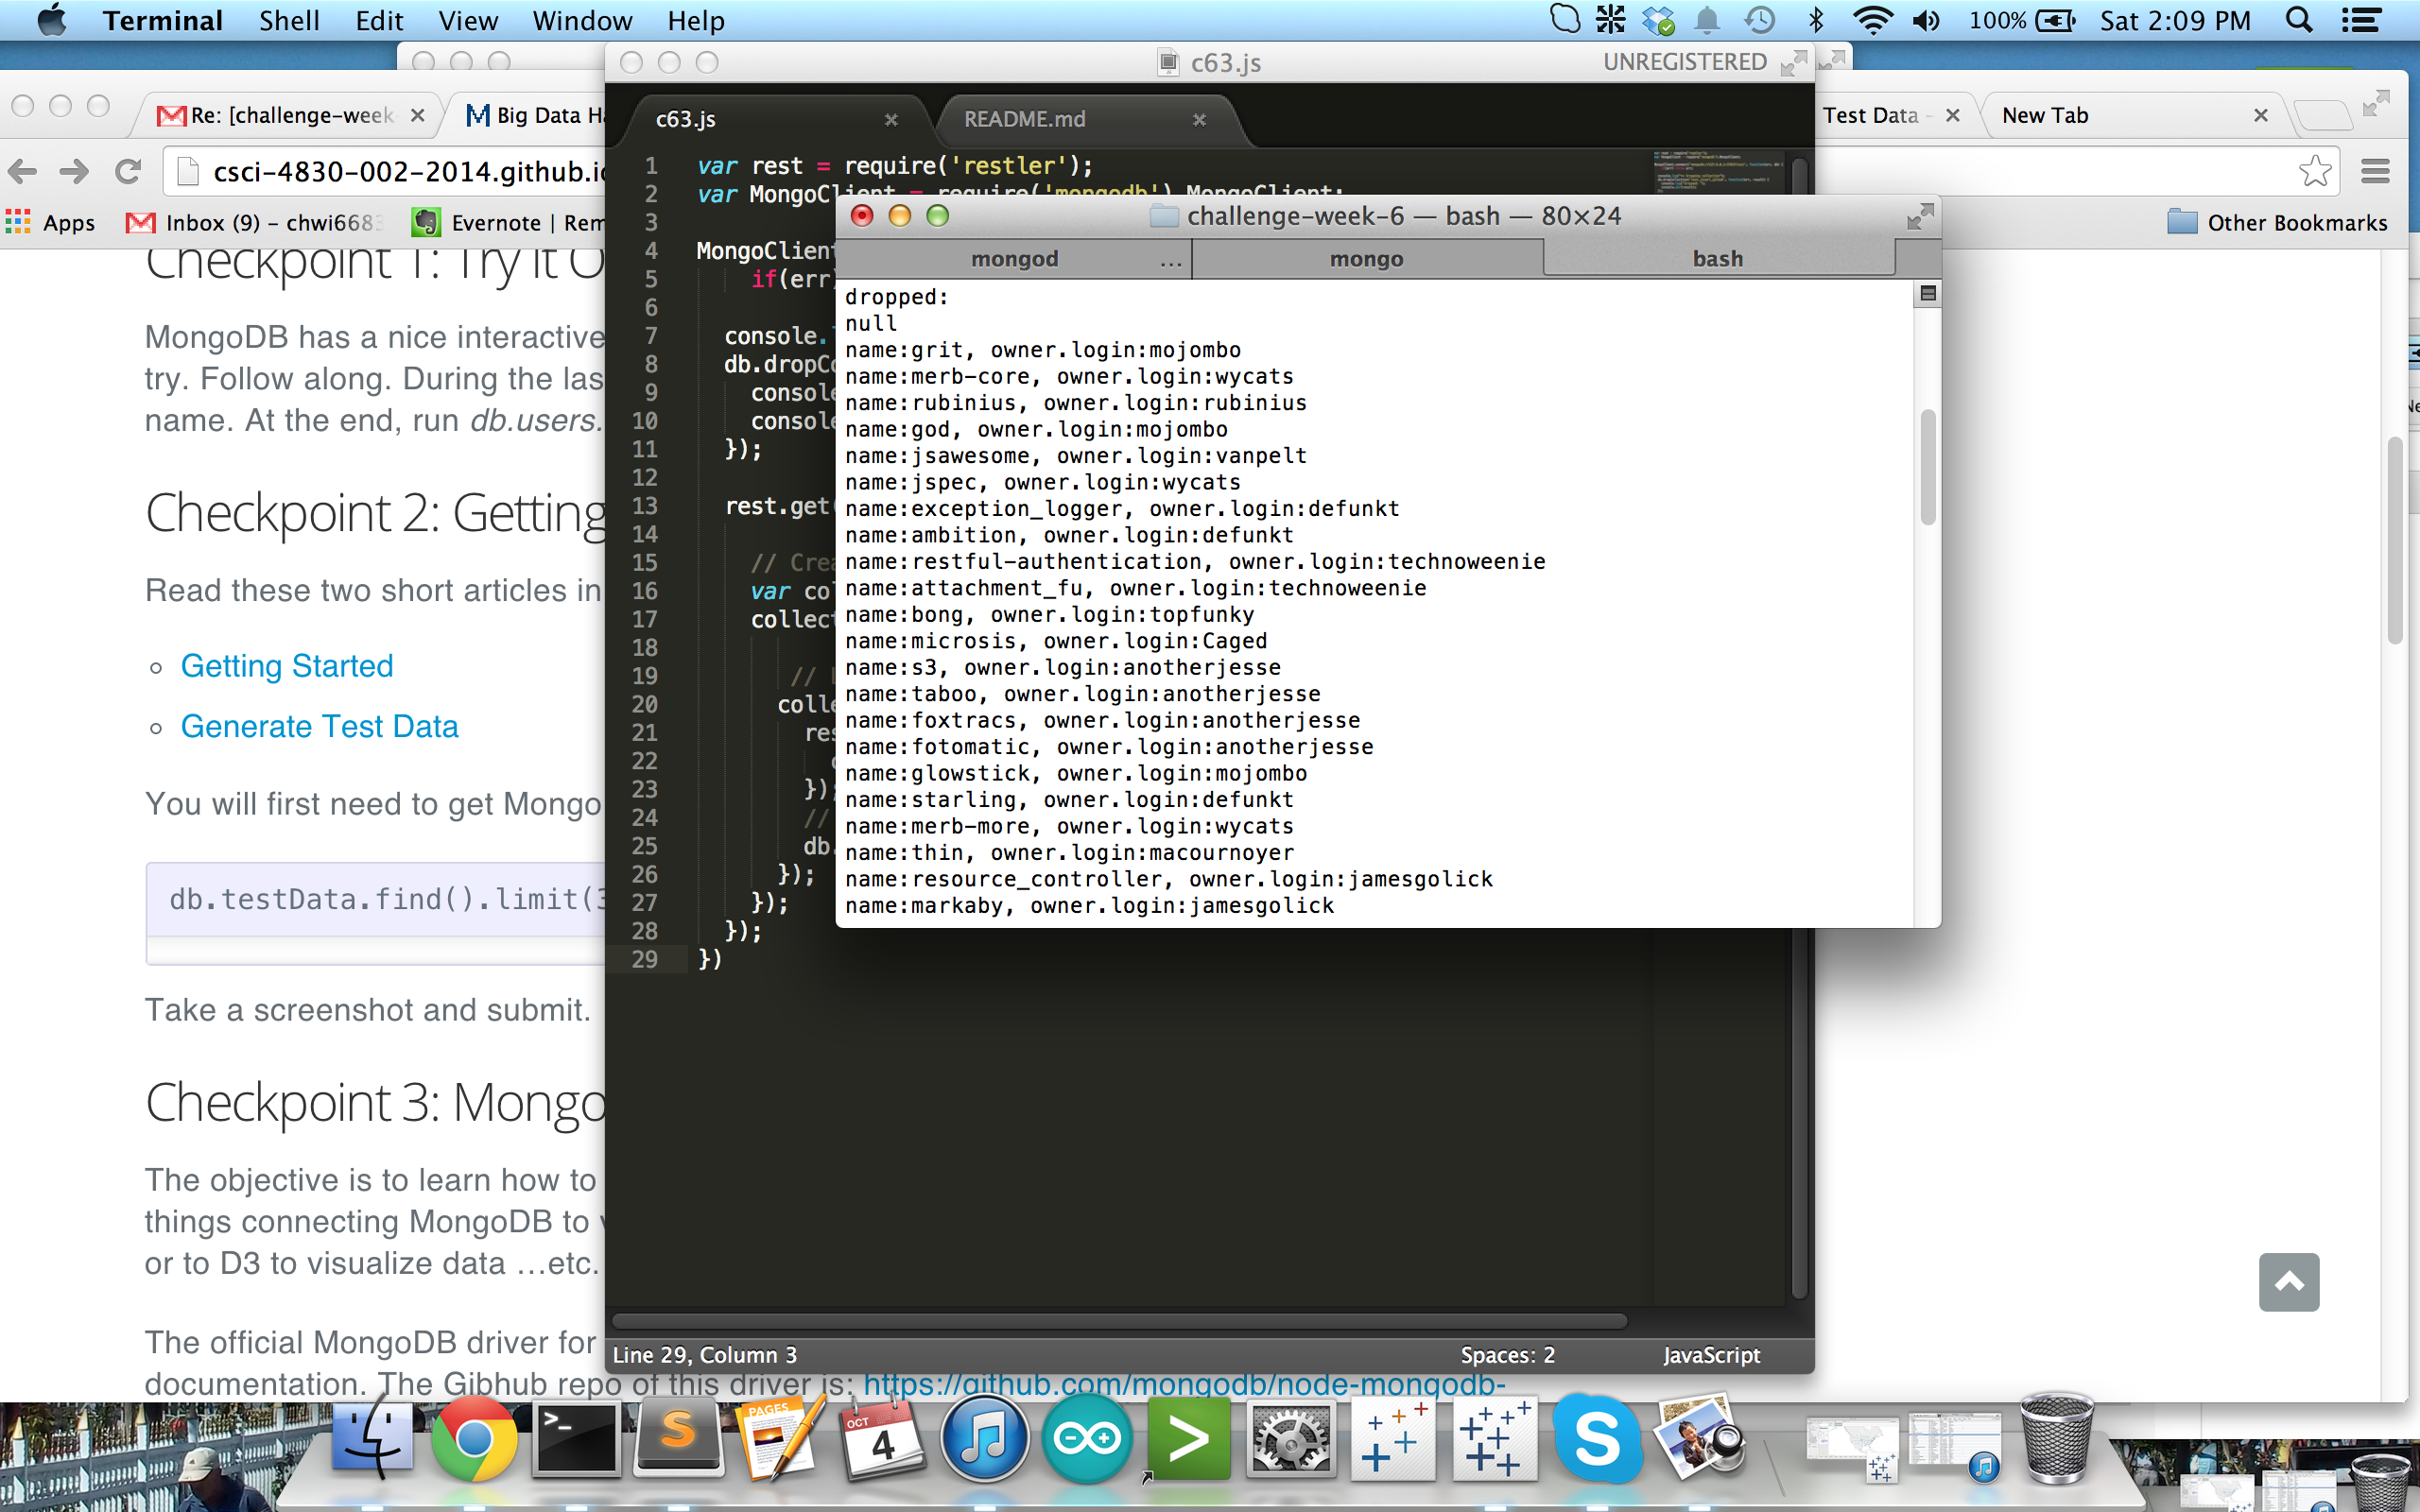 Terminal Shell Edit View Window Help 100% Sat 2:09 PM
c63.js UNREGISTERED
Re: [challenge-week- Big Data Ha Test Data - New Tab
csci-4830-002-2014.github.io
Apps Inbox (9) - chwi6683 Evernote | Rem Other Bookmarks
Checkpoint 1: Try it O
MongoDB has a nice interactive
try. Follow along. During the las
name. At the end, run db.users.
Checkpoint 2: Getting
Read these two short articles in
Getting Started
Generate Test Data
You will first need to get Mongo
db.testData.find().limit(3
Take a screenshot and submit.
Checkpoint 3: Mongo
The objective is to learn how to
things connecting MongoDB to
or to D3 to visualize data …etc.
The official MongoDB driver for
documentation. The Gibhub repo of this driver is: https://github.com/mongodb/node-mongodb-
c63.js README.md
1 var rest = require('restler');
2 var MongoClient = require('mongodb').MongoClient;
3
4 MongoClient
5 if(err)
6
7 console.
8 db.dropCo
9 console
10 console
11 });
12
13 rest.get(
14
15 // Crea
16 var col
17 collect
18
19 //
20 colle
21 res
22
23 });
24 //
25 db.
26 });
27 });
28 });
29 })
Line 29, Column 3 Spaces: 2 JavaScript
challenge-week-6 — bash — 80×24
mongod ... mongo bash
dropped:
null
name:grit, owner.login:mojombo
name:merb-core, owner.login:wycats
name:rubinius, owner.login:rubinius
name:god, owner.login:mojombo
name:jsawesome, owner.login:vanpelt
name:jspec, owner.login:wycats
name:exception_logger, owner.login:defunkt
name:ambition, owner.login:defunkt
name:restful-authentication, owner.login:technoweenie
name:attachment_fu, owner.login:technoweenie
name:bong, owner.login:topfunky
name:microsis, owner.login:Caged
name:s3, owner.login:anotherjesse
name:taboo, owner.login:anotherjesse
name:foxtracs, owner.login:anotherjesse
name:fotomatic, owner.login:anotherjesse
name:glowstick, owner.login:mojombo
name:starling, owner.login:defunkt
name:merb-more, owner.login:wycats
name:thin, owner.login:macournoyer
name:resource_controller, owner.login:jamesgolick
name:markaby, owner.login:jamesgolick
PAGES
OCT
4